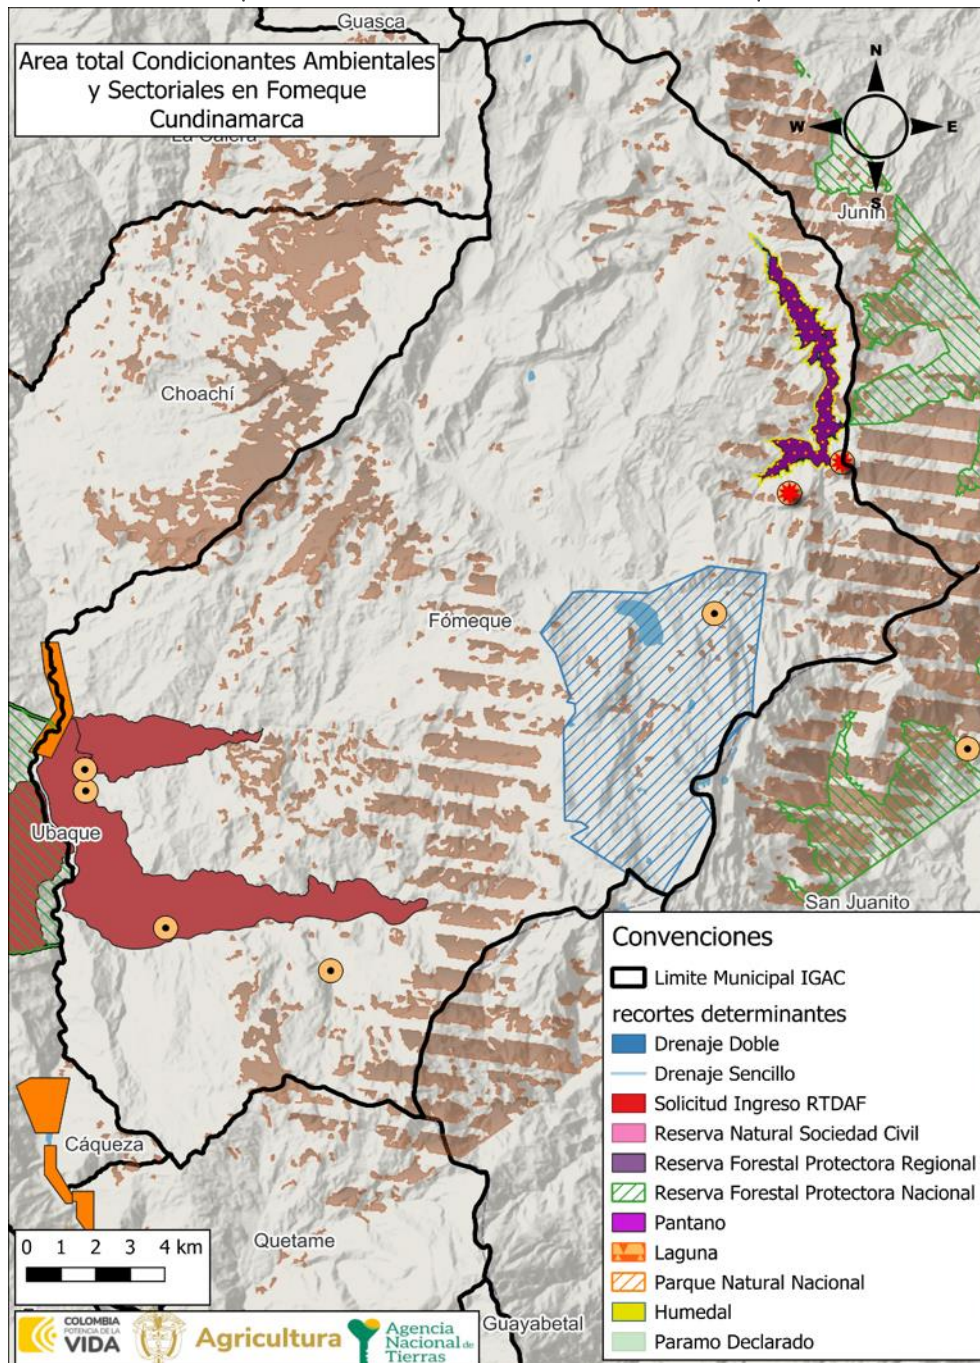 Guasca
Area total Condicionantes Ambientales
y Sectoriales en Fomeque
Cundinamarca
La Calera
N
W
E
S
Junín
Choachí
Fómeque
Ubaque
San Juanito
Convenciones
Limite Municipal IGAC
recortes determinantes
Drenaje Doble
Drenaje Sencillo
Solicitud Ingreso RTDAF
Reserva Natural Sociedad Civil
Reserva Forestal Protectora Regional
Reserva Forestal Protectora Nacional
Pantano
Laguna
Parque Natural Nacional
Humedal
Paramo Declarado
Cáqueza
Quetame
0 1 2 3 4 km
Guayabetal
COLOMBIA
POTENCIA DE LA
VIDA
Agricultura
Agencia
Nacional de
Tierras